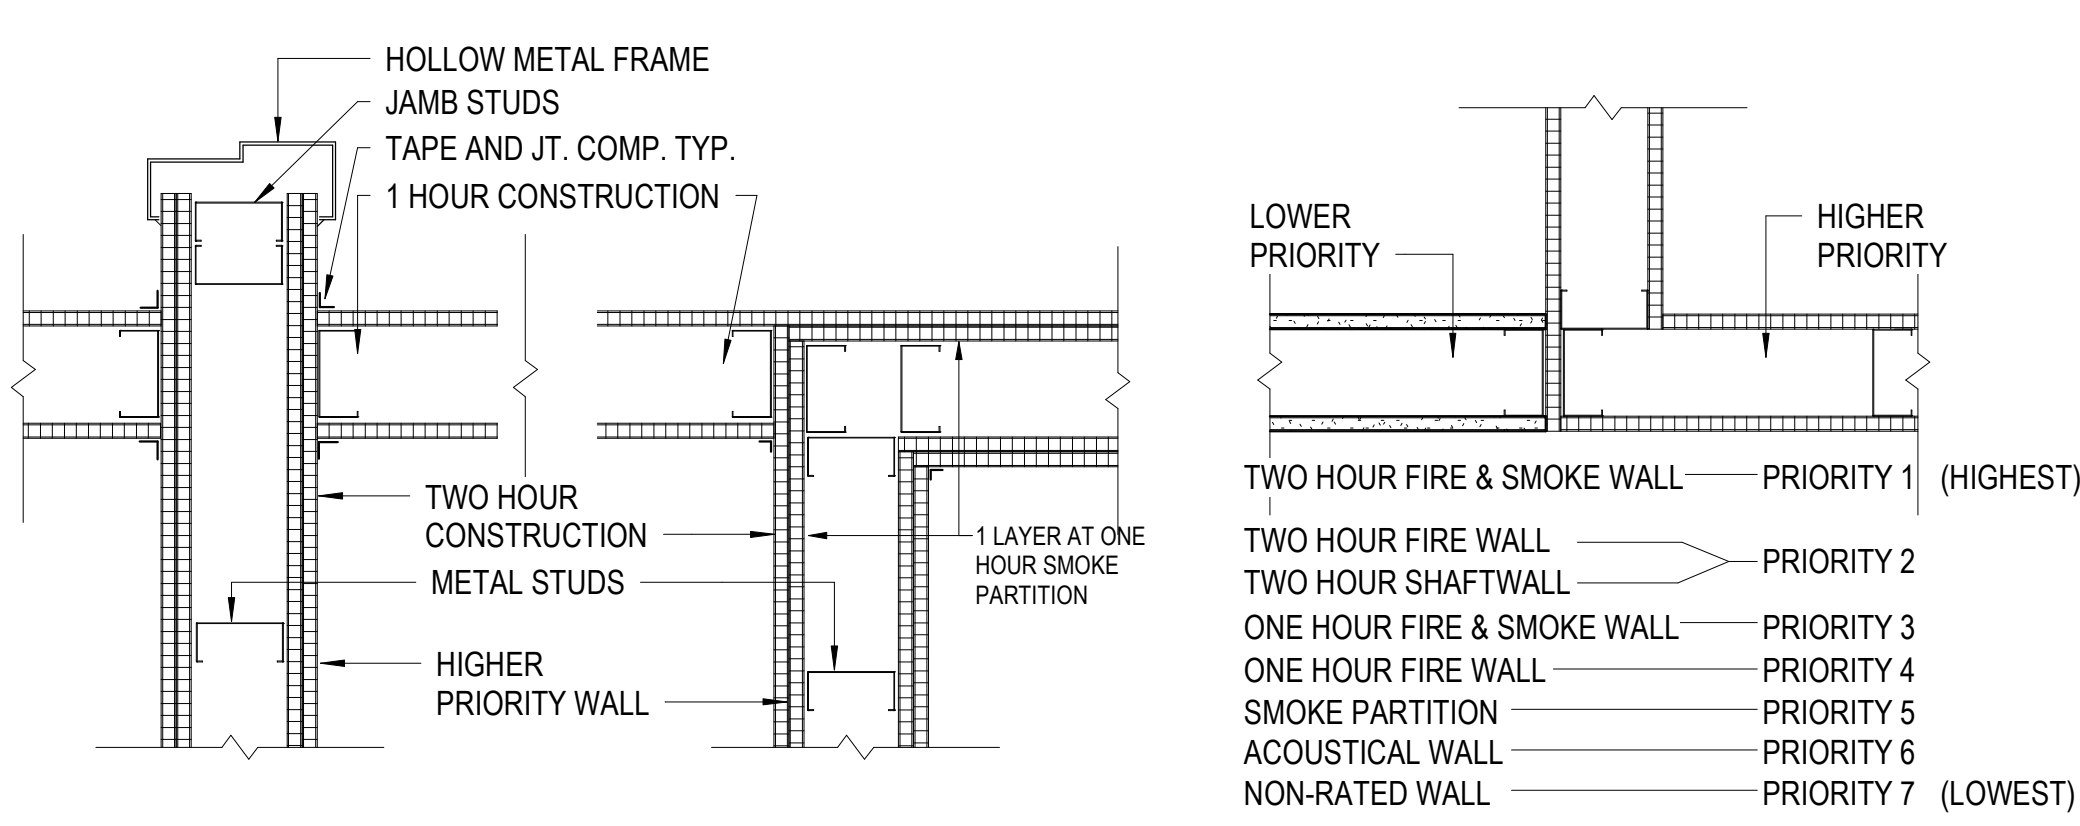 HOLLOW METAL FRAME
JAMB STUDS
TAPE AND JT. COMP. TYP.
1 HOUR CONSTRUCTION
TWO HOUR
CONSTRUCTION
METAL STUDS
HIGHER
PRIORITY WALL
1 LAYER AT ONE
HOUR SMOKE
PARTITION
LOWER
PRIORITY
HIGHER
PRIORITY
TWO HOUR FIRE & SMOKE WALL PRIORITY 1 (HIGHEST)
TWO HOUR FIRE WALL
TWO HOUR SHAFTWALL
PRIORITY 2
ONE HOUR FIRE & SMOKE WALL PRIORITY 3
ONE HOUR FIRE WALL PRIORITY 4
SMOKE PARTITION PRIORITY 5
ACOUSTICAL WALL PRIORITY 6
NON-RATED WALL PRIORITY 7 (LOWEST)